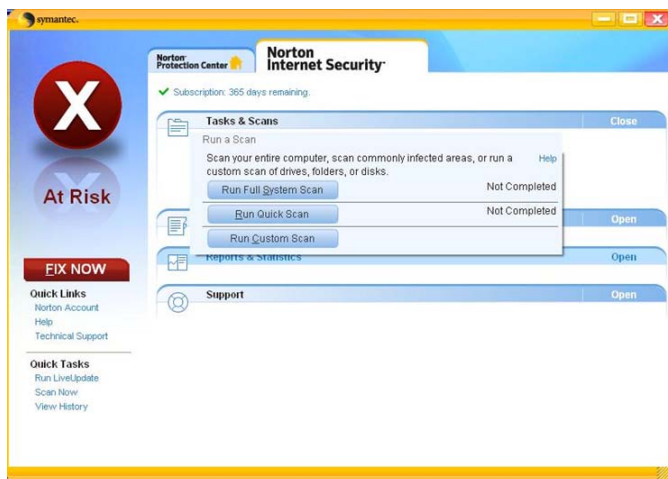 symantec.
Norton Protection Center
Norton Internet Security
Subscription: 365 days remaining.
X
At Risk
FIX NOW
Quick Links
Norton Account
Help
Technical Support
Quick Tasks
Run LiveUpdate
Scan Now
View History
Tasks & Scans Close
Run a Scan
Scan your entire computer, scan commonly infected areas, or run a Help
custom scan of drives, folders, or disks.
Run Full System Scan Not Completed
Run Quick Scan Not Completed
Run Custom Scan
Open
Reports & Statistics Open
Support Open